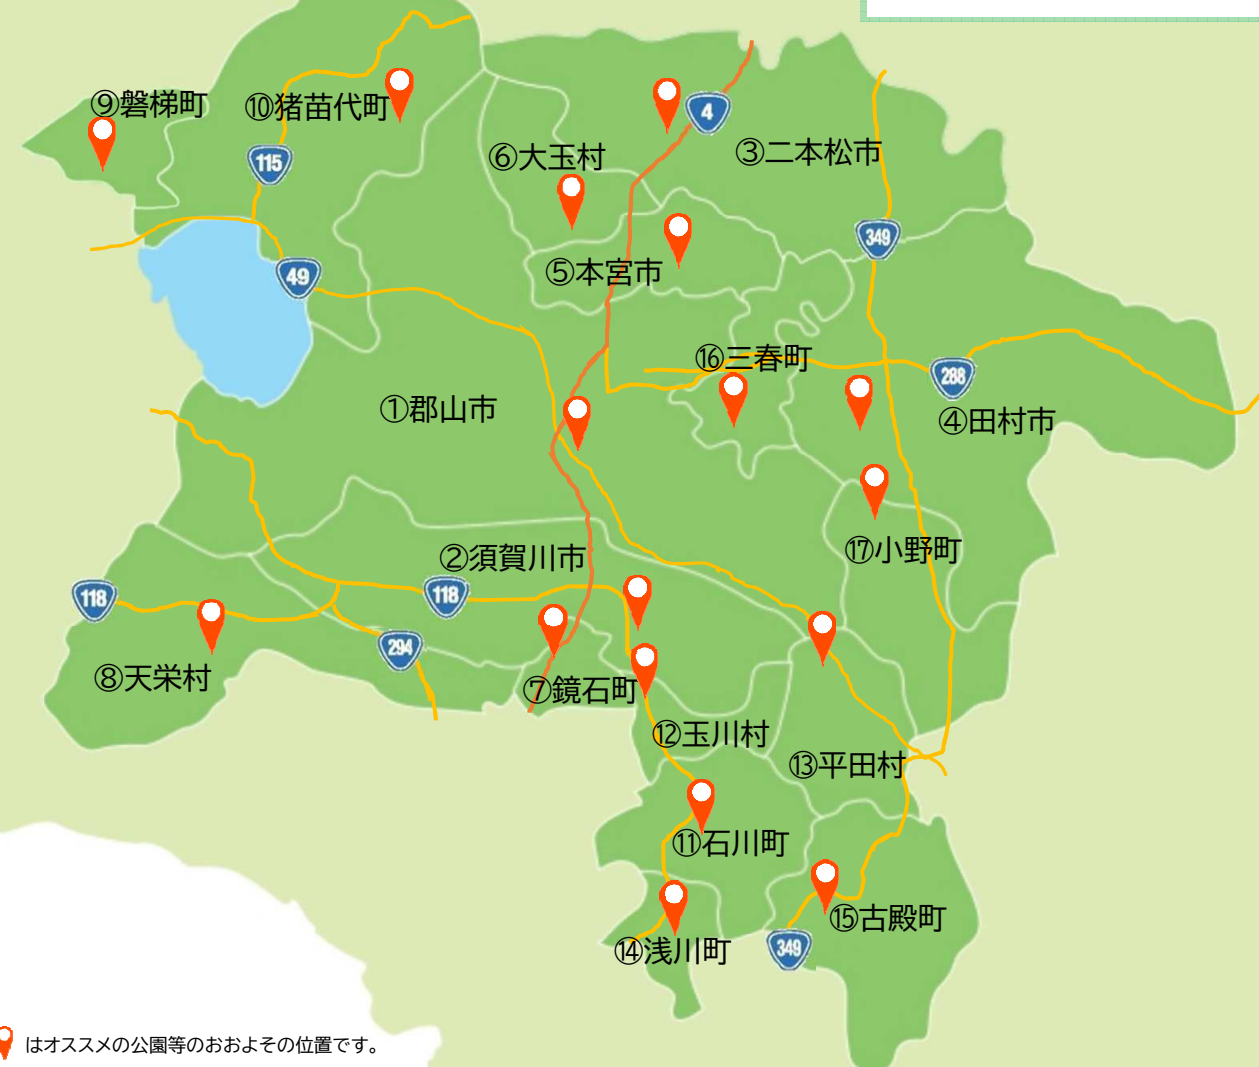 ⑨磐梯町
⑩猪苗代町
4
115
⑥大玉村
③二本松市
349
⑤本宮市
49
⑯三春町
288
①郡山市
④田村市
②須賀川市
⑰小野町
118
118
294
⑧天栄村
⑦鏡石町
⑫玉川村
⑬平田村
⑪石川町
⑮古殿町
349
⑭浅川町
はオススメの公園等のおおよその位置です。